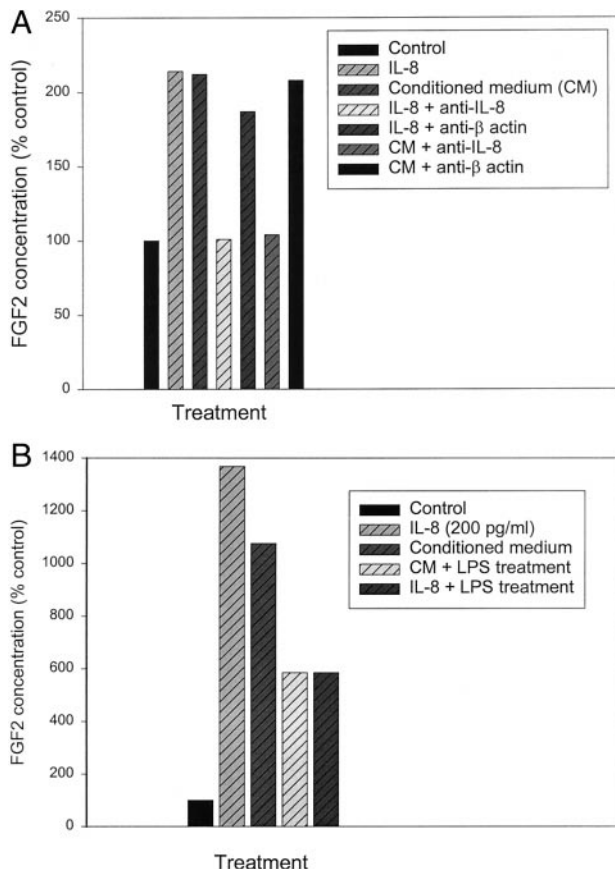 A
250
200
150
100
50
0
FGF2 concentration (% control)
Treatment
Control
IL-8
Conditioned medium (CM)
IL-8 + anti-IL-8
IL-8 + anti-β actin
CM + anti-IL-8
CM + anti-β actin
B
1400
1200
1000
800
600
400
200
0
FGF2 concentration (% control)
Treatment
Control
IL-8 (200 pg/ml)
Conditioned medium
CM + LPS treatment
IL-8 + LPS treatment